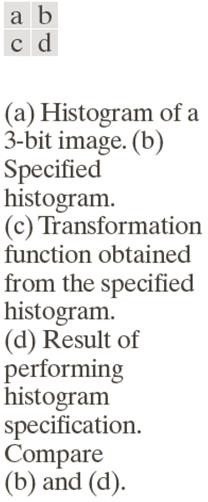 a b
c d
(a) Histogram of a
3-bit image. (b)
Specified
histogram.
(c) Transformation
function obtained
from the specified
histogram.
(d) Result of
performing
histogram
specification.
Compare
(b) and (d).